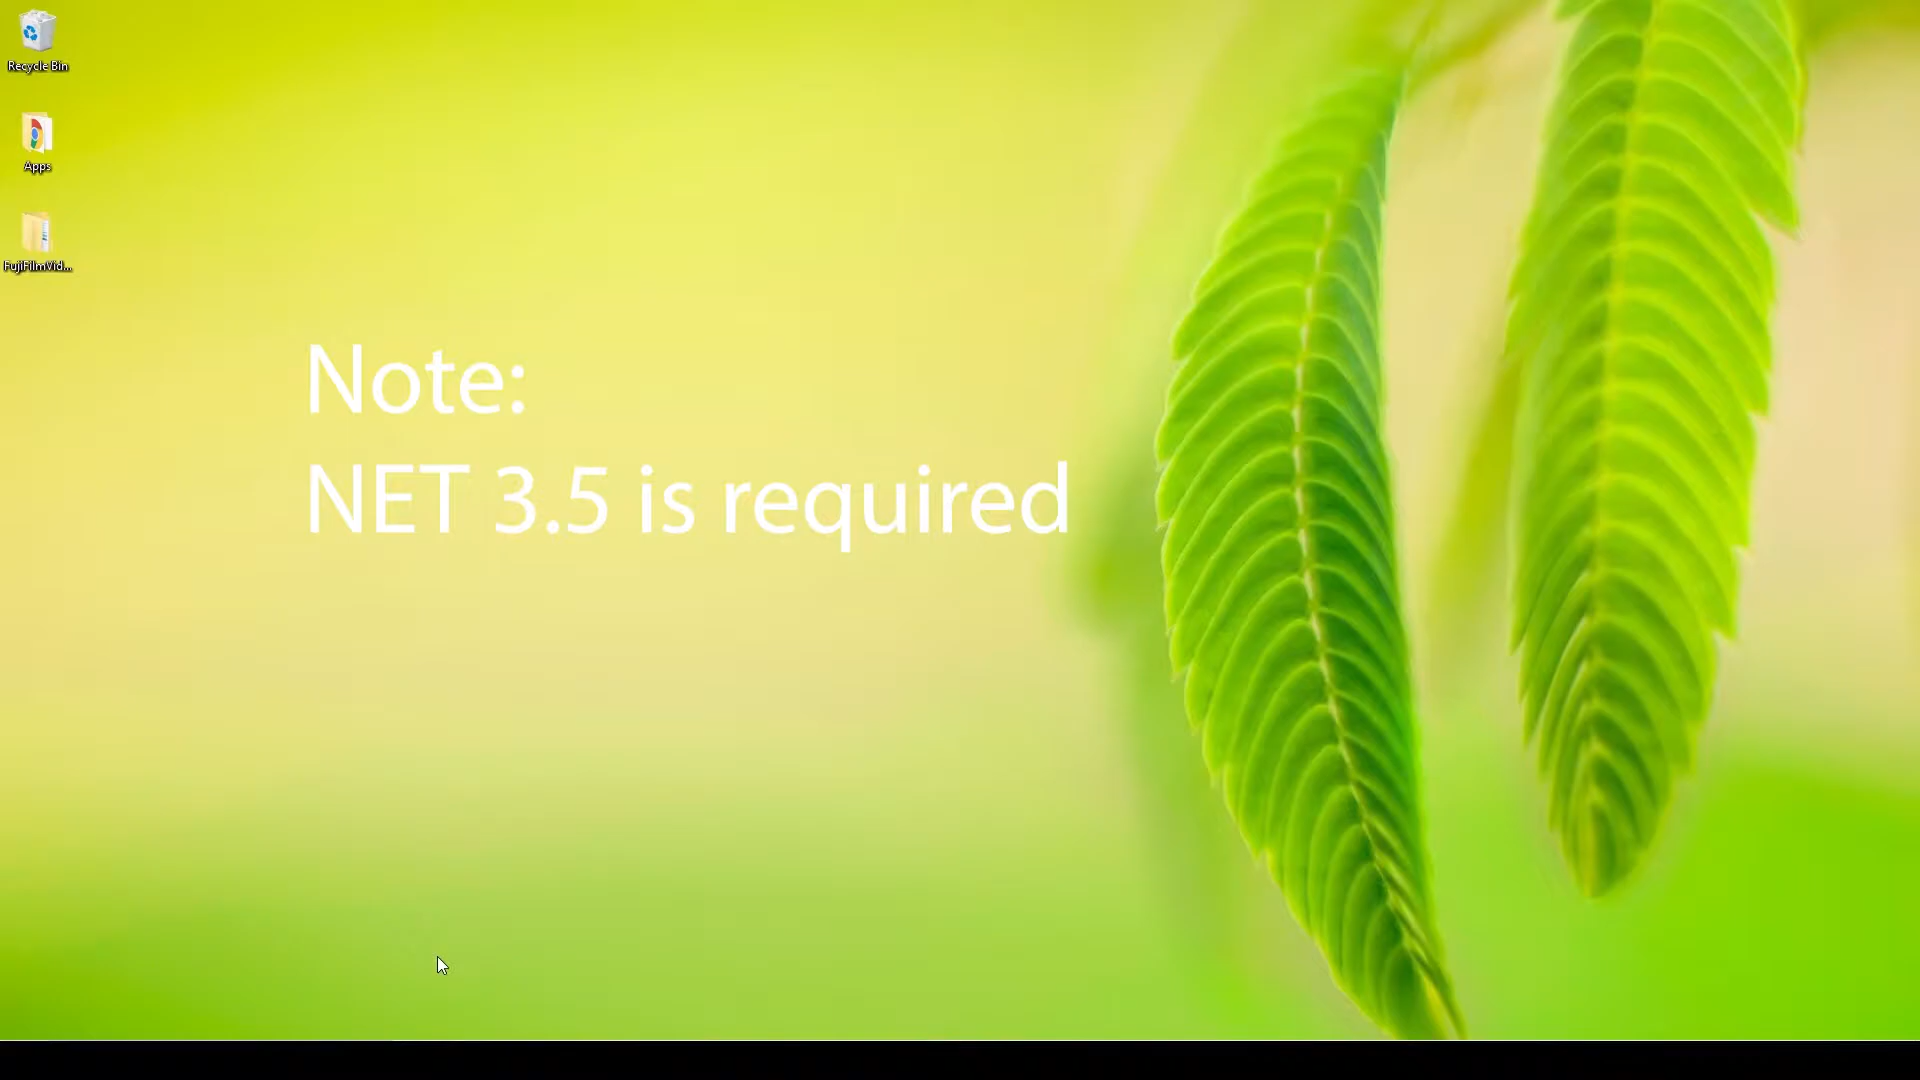 Recycle Bin
Apps
FujiFilmVid...
Note:
NET 3.5 is required